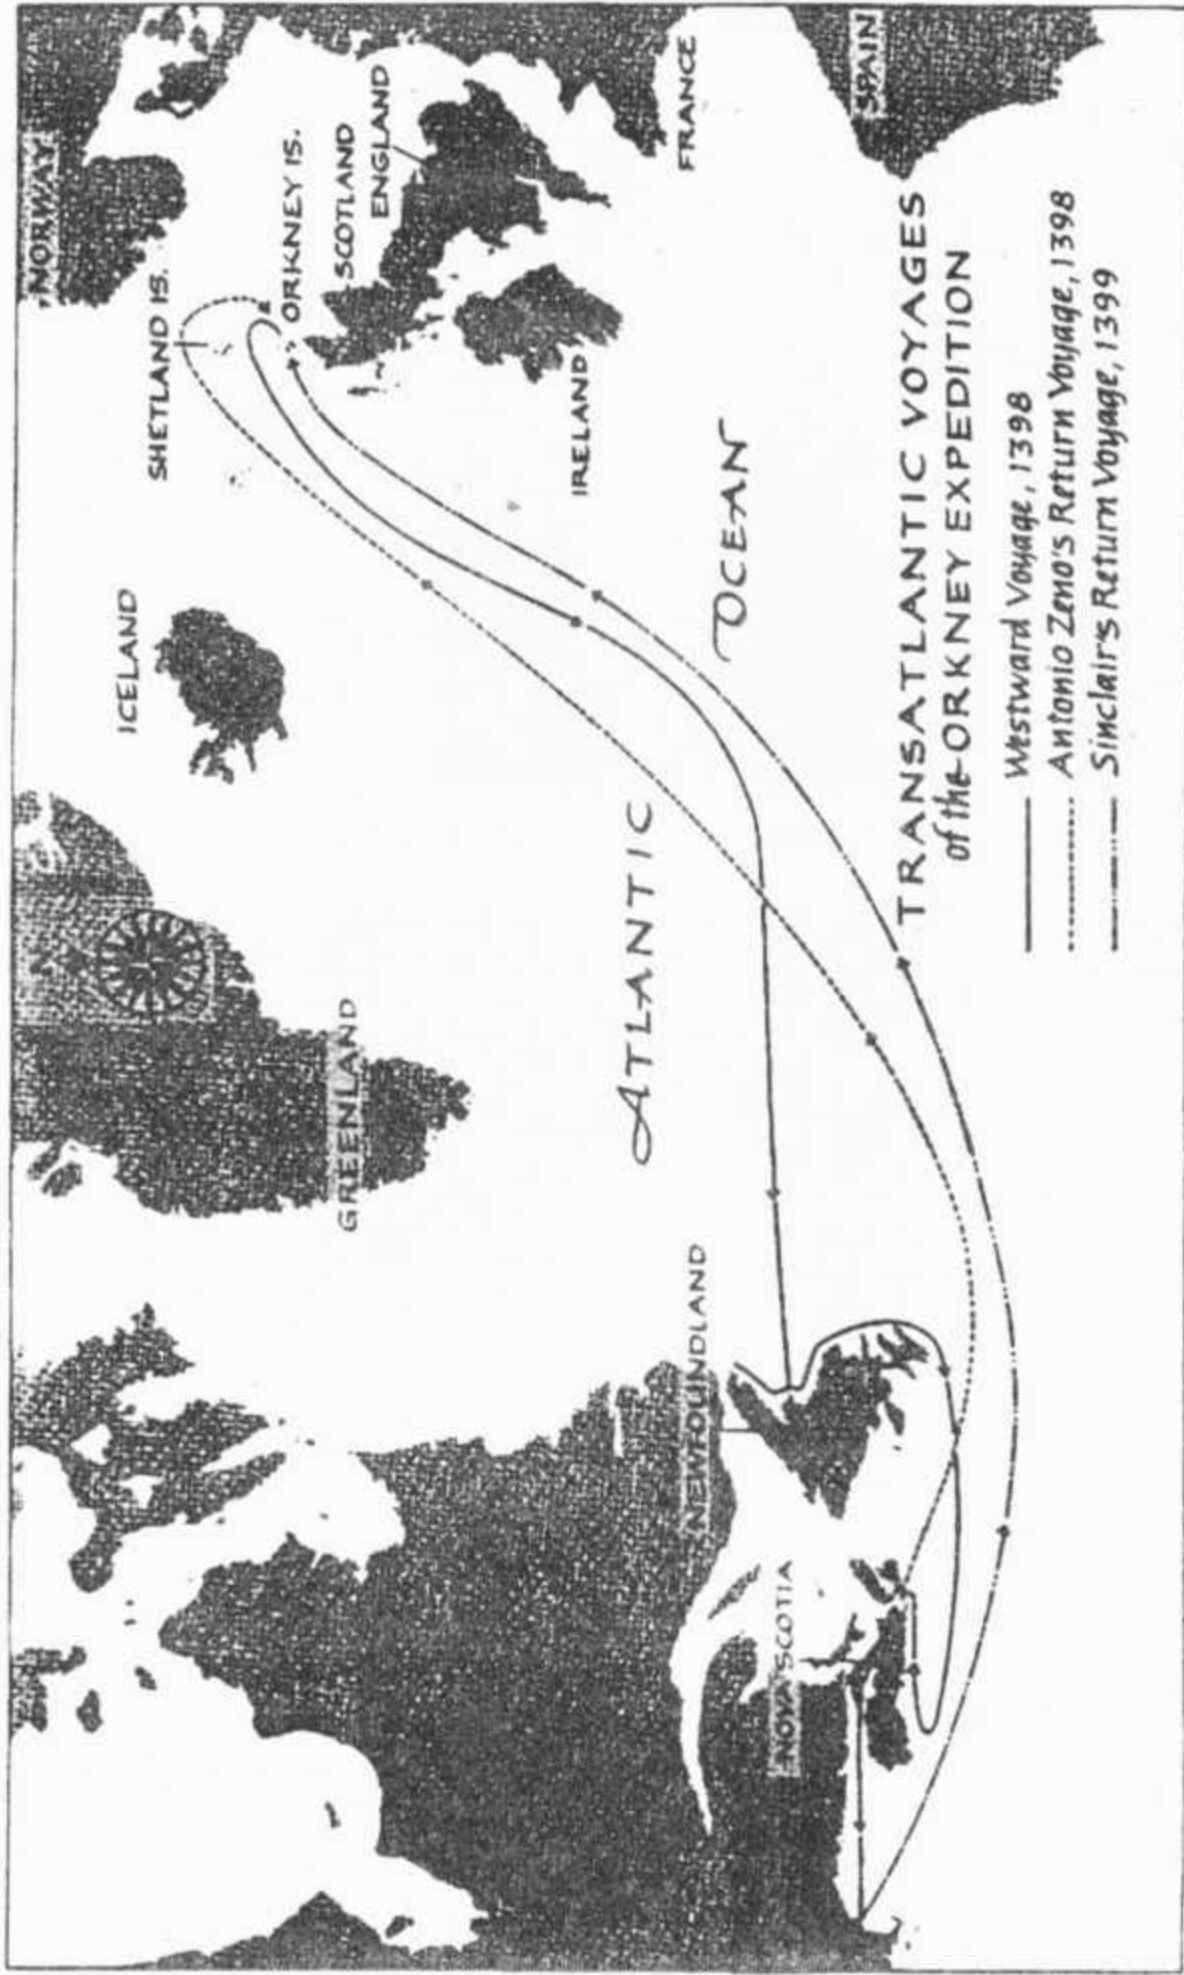 NORWAY
SHETLAND IS.
ORKNEY IS.
SCOTLAND
ENGLAND
FRANCE
SPAIN
IRELAND
ICELAND
GREENLAND
ATLANTIC
OCEAN
NEWFOUNDLAND
NOVA SCOTIA
TRANSATLANTIC VOYAGES
of the ORKNEY EXPEDITION
Westward Voyage, 1398
Antonio Zeno's Return Voyage, 1398
Sinclair's Return Voyage, 1399